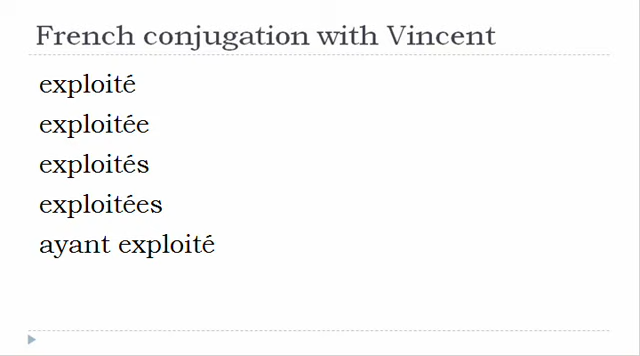 French conjugation with Vincent
exploité
exploitée
exploités
exploitées
ayant exploité